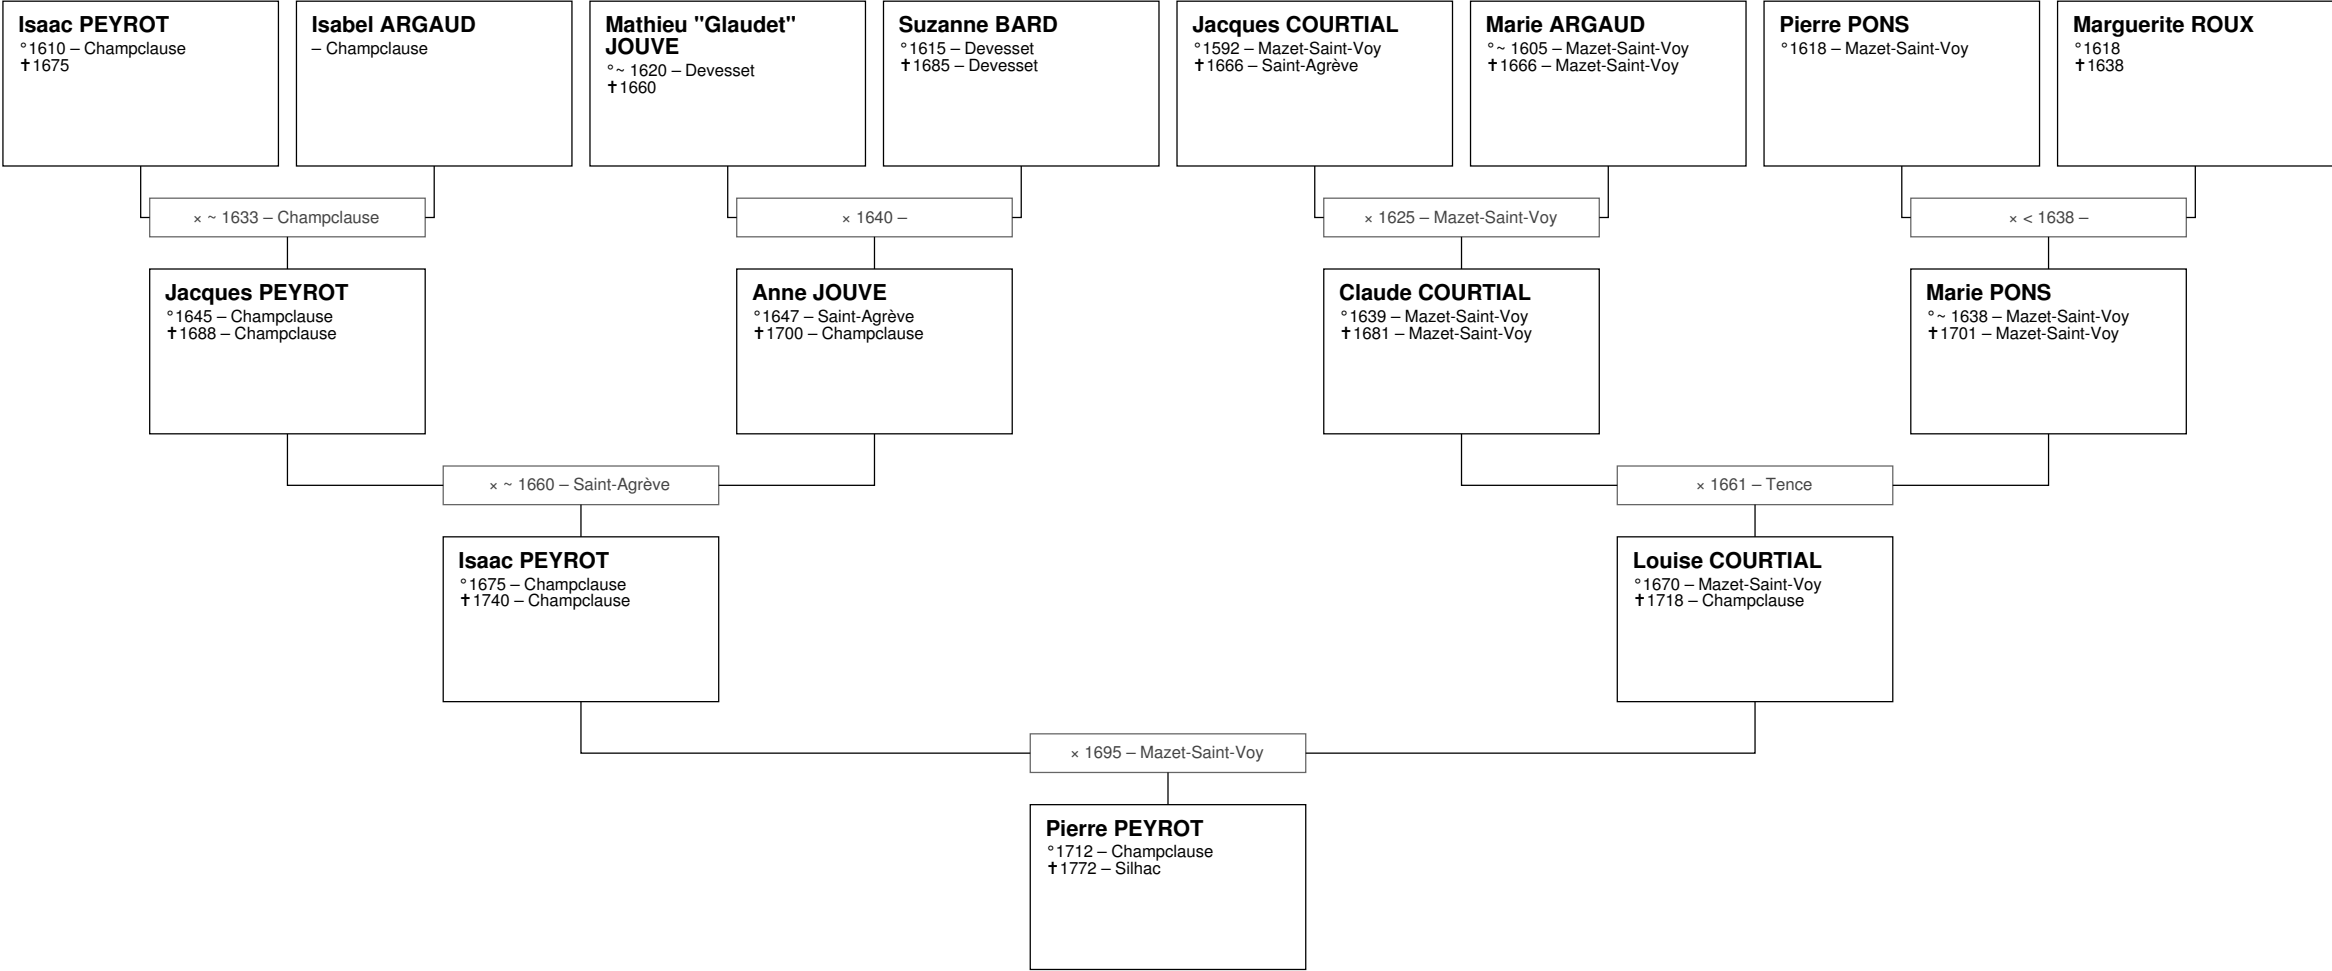 Isaac PEYROT
°1610 – Champclause
✝1675
Isabel ARGAUD
– Champclause
Mathieu "Glaudet"
JOUVE
°~ 1620 – Devesset
✝1660
Suzanne BARD
°1615 – Devesset
✝1685 – Devesset
Jacques COURTIAL
°1592 – Mazet-Saint-Voy
✝1666 – Saint-Agrève
Marie ARGAUD
°~ 1605 – Mazet-Saint-Voy
✝1666 – Mazet-Saint-Voy
Pierre PONS
°1618 – Mazet-Saint-Voy
Marguerite ROUX
°1618
✝1638
× ~ 1633 – Champclause
× 1640 –
× 1625 – Mazet-Saint-Voy
× < 1638 –
Jacques PEYROT
°1645 – Champclause
✝1688 – Champclause
Anne JOUVE
°1647 – Saint-Agrève
✝1700 – Champclause
Claude COURTIAL
°1639 – Mazet-Saint-Voy
✝1681 – Mazet-Saint-Voy
Marie PONS
°~ 1638 – Mazet-Saint-Voy
✝1701 – Mazet-Saint-Voy
× ~ 1660 – Saint-Agrève
× 1661 – Tence
Isaac PEYROT
°1675 – Champclause
✝1740 – Champclause
Louise COURTIAL
°1670 – Mazet-Saint-Voy
✝1718 – Champclause
× 1695 – Mazet-Saint-Voy
Pierre PEYROT
°1712 – Champclause
✝1772 – Silhac